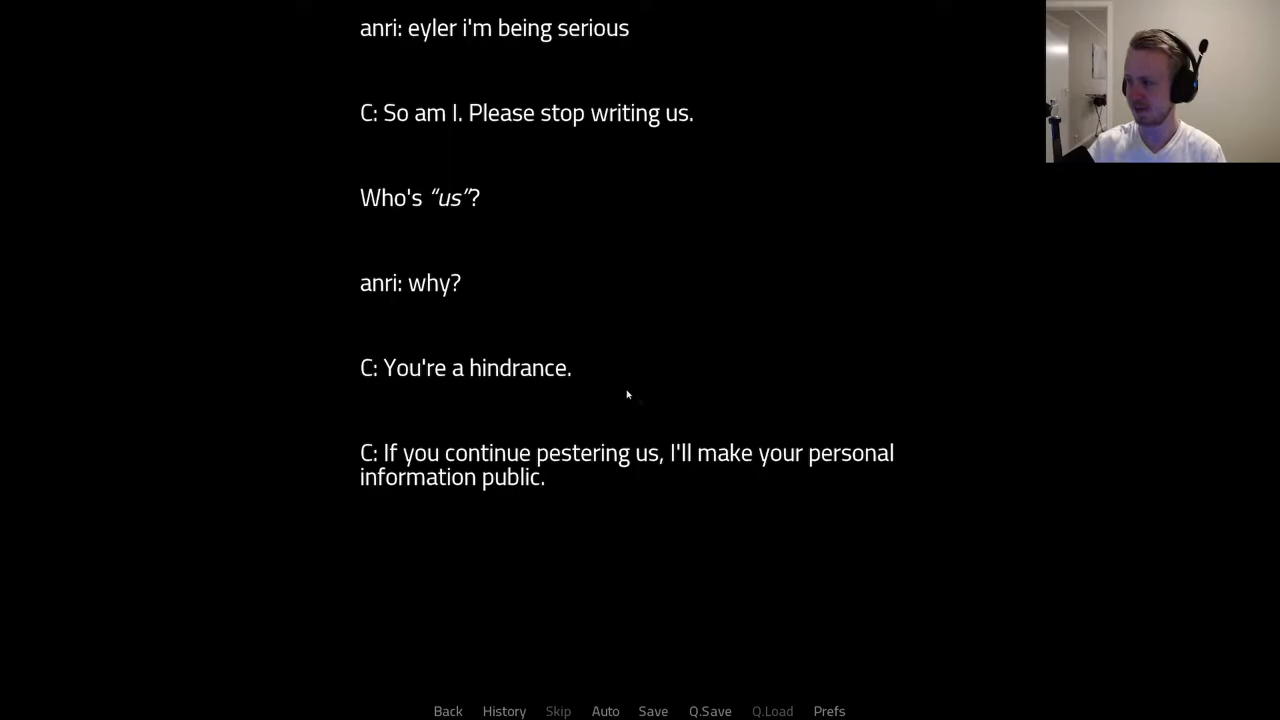 anri: eyler i'm being serious
C: So am I. Please stop writing us.
Who's “us”?
anri: why?
C: You're a hindrance.
C: If you continue pestering us, I'll make your personal
information public.
Back History Skip Auto Save Q.Save Q.Load Prefs